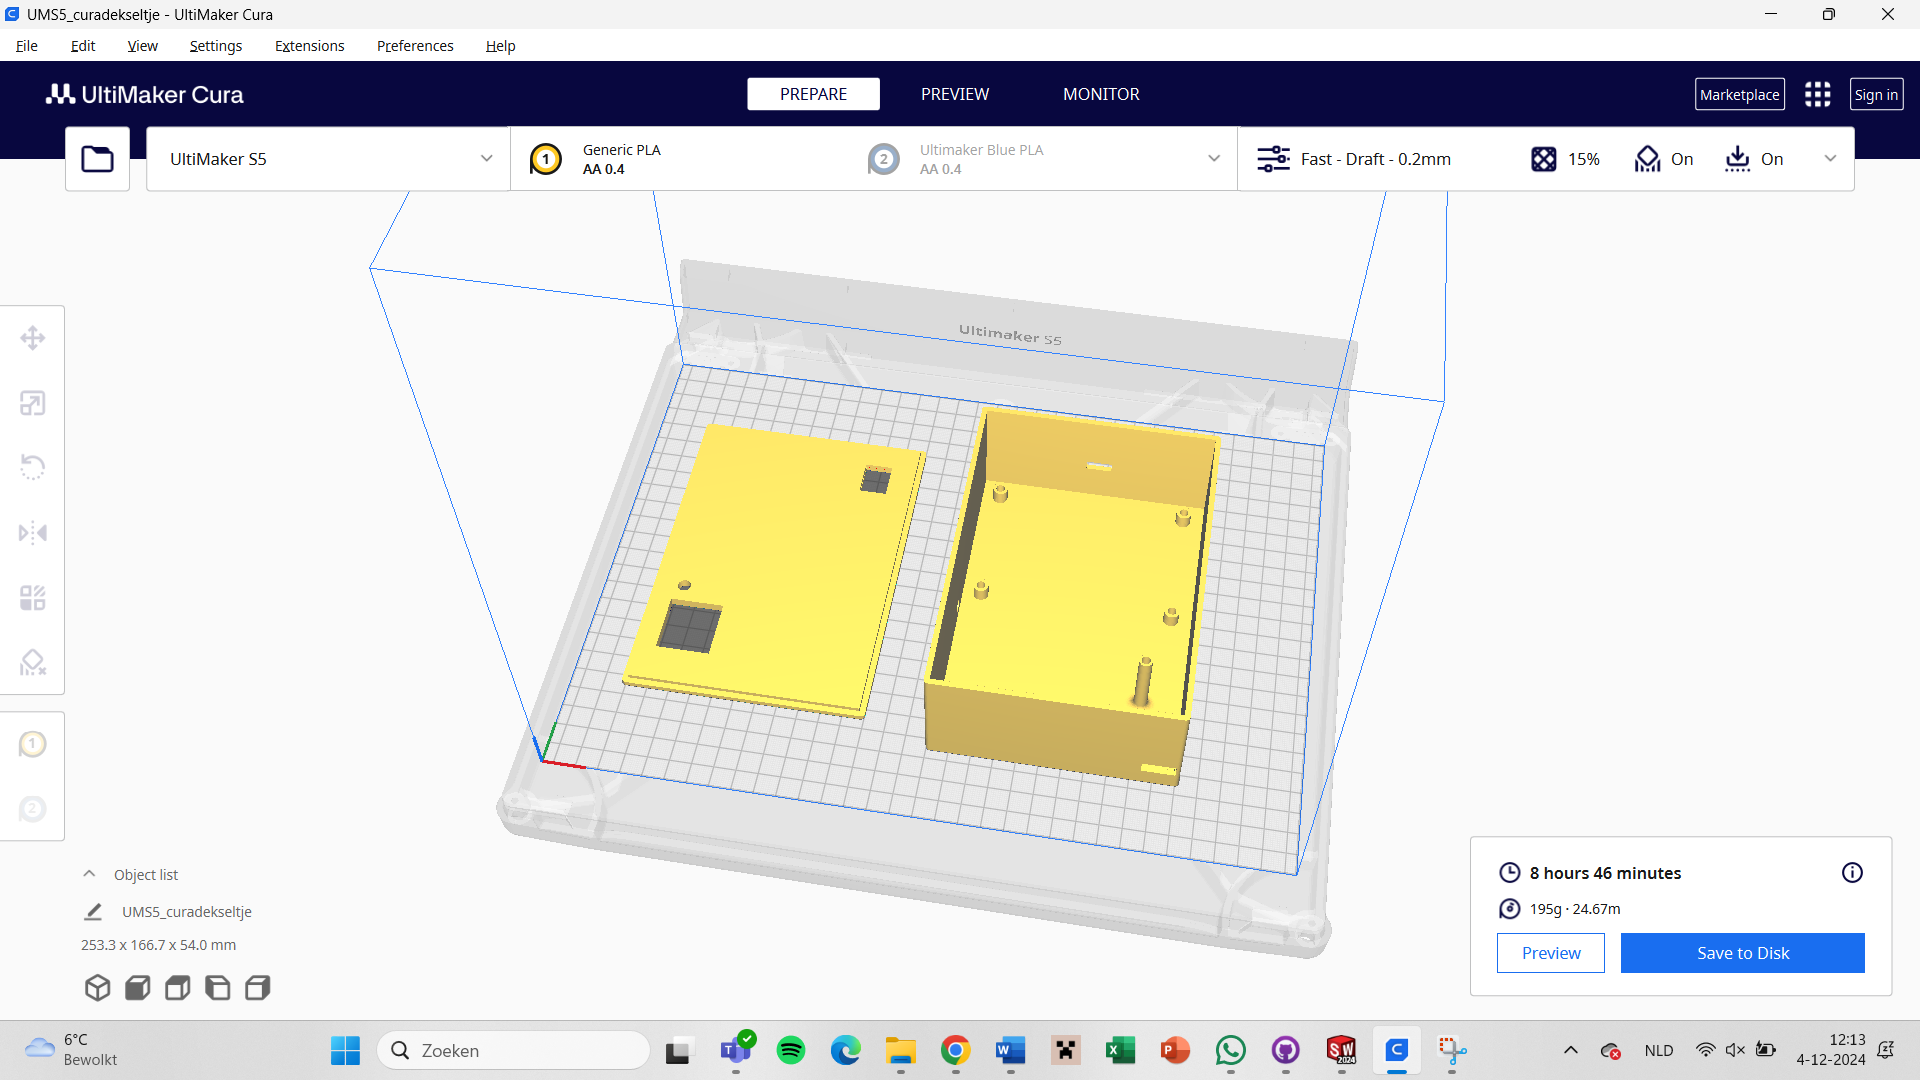 UMS5_curadekseltje - UltiMaker Cura
File Edit View Settings Extensions Preferences Help
UltiMaker Cura
PREPARE PREVIEW MONITOR
Marketplace Sign in
UltiMaker S5
1 Generic PLA
AA 0.4
2 Ultimaker Blue PLA
AA 0.4
Fast - Draft - 0.2mm 15% On On
Ultimaker S5
1
2
Object list
UMS5_curadekseltje
253.3 x 166.7 x 54.0 mm
8 hours 46 minutes
195g · 24.67m
Preview Save to Disk
6°C
Bewolkt
Zoeken
SW
2024
NLD
12:13
4-12-2024